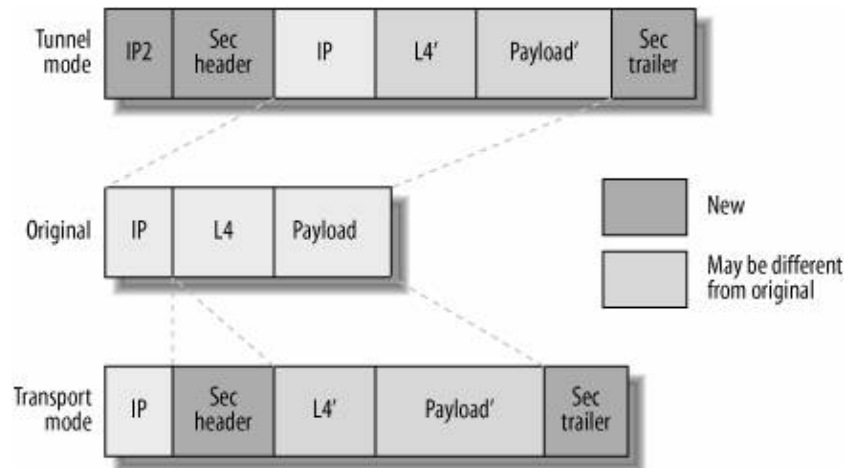 Tunnel
mode
IP2
Sec
header
IP
L4'
Payload'
Sec
trailer
Original
IP
L4
Payload
New
May be different
from original
Transport
mode
IP
Sec
header
L4'
Payload'
Sec
trailer